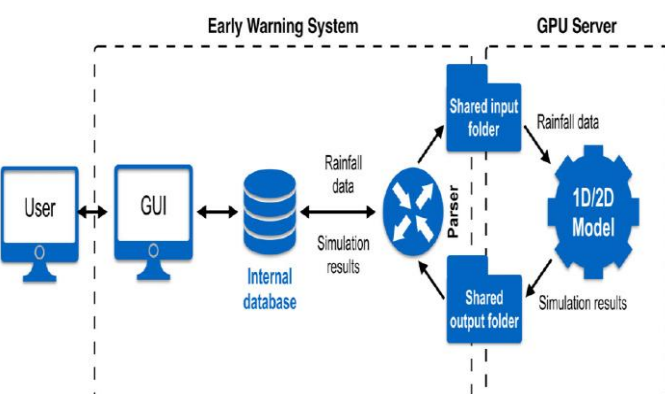 Early Warning System
GPU Server
Shared input
folder
Rainfall data
User
GUI
Rainfall
data
Parser
1D/2D
Model
Simulation
results
Internal
database
Shared
output folder
Simulation results